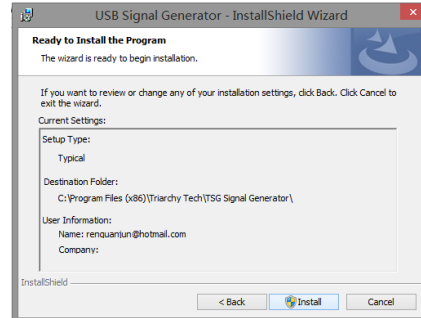 USB Signal Generator - InstallShield Wizard
Ready to Install the Program
The wizard is ready to begin installation.
If you want to review or change any of your installation settings, click Back. Click Cancel to
exit the wizard.
Current Settings:
Setup Type:
Typical
Destination Folder:
C:\Program Files (x86)\Triarchy Tech\TSG Signal Generator\
User Information:
Name: renquanjun@hotmail.com
Company:
InstallShield
< Back
Install
Cancel